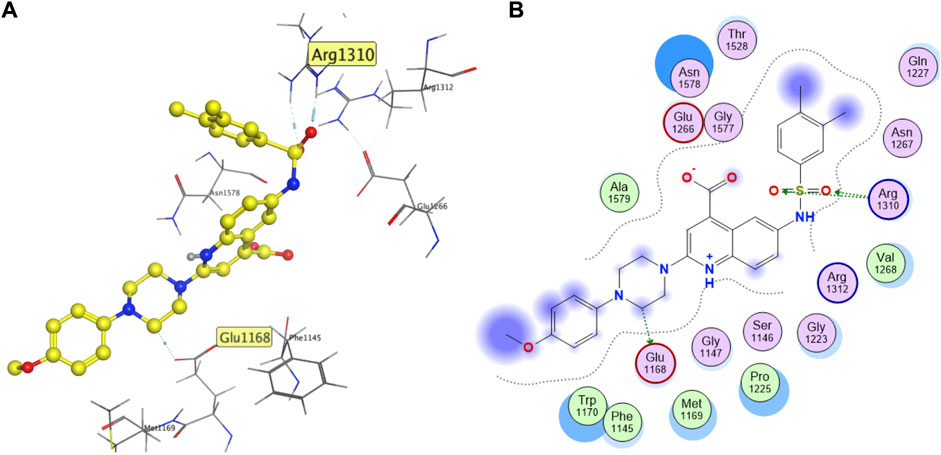 A
Arg1310
Arg1312
Asn1578
Glu1266
Glu1168
Phe1145
Met1169
B
Thr
1528
Asn
1578
Gln
1227
Glu
1266
Gly
1577
Asn
1267
Ala
1579
O
-
O
O
S
O
NH
Arg
1310
Val
1268
N
N
N
+
H
Arg
1312
O
Glu
1168
Gly
1147
Ser
1146
Gly
1223
Pro
1225
Trp
1170
Phe
1145
Met
1169